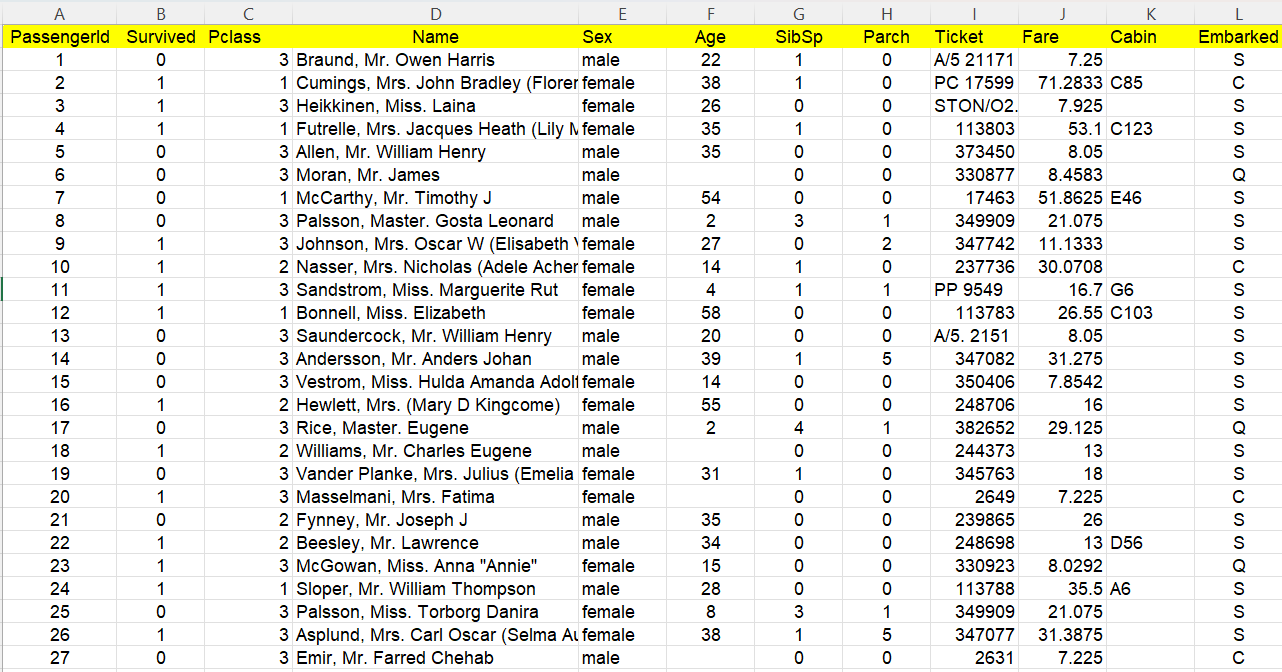 A B C D E F G H I J K L
PassengerId Survived Pclass Name Sex Age SibSp Parch Ticket Fare Cabin Embarked
1 0 3 Braund, Mr. Owen Harris male 22 1 0 A/5 21171 7.25 S
2 1 1 Cumings, Mrs. John Bradley (Florer female 38 1 0 PC 17599 71.2833 C85 C
3 1 3 Heikkinen, Miss. Laina female 26 0 0 STON/O2. 7.925 S
4 1 1 Futrelle, Mrs. Jacques Heath (Lily M female 35 1 0 113803 53.1 C123 S
5 0 3 Allen, Mr. William Henry male 35 0 0 373450 8.05 S
6 0 3 Moran, Mr. James male 0 0 330877 8.4583 Q
7 0 1 McCarthy, Mr. Timothy J male 54 0 0 17463 51.8625 E46 S
8 0 3 Palsson, Master. Gosta Leonard male 2 3 1 349909 21.075 S
9 1 3 Johnson, Mrs. Oscar W (Elisabeth female 27 0 2 347742 11.1333 S
10 1 2 Nasser, Mrs. Nicholas (Adele Acher female 14 1 0 237736 30.0708 C
11 1 3 Sandstrom, Miss. Marguerite Rut female 4 1 1 PP 9549 16.7 G6 S
12 1 1 Bonnell, Miss. Elizabeth female 58 0 0 113783 26.55 C103 S
13 0 3 Saundercock, Mr. William Henry male 20 0 0 A/5. 2151 8.05 S
14 0 3 Andersson, Mr. Anders Johan male 39 1 5 347082 31.275 S
15 0 3 Vestrom, Miss. Hulda Amanda Adolf female 14 0 0 350406 7.8542 S
16 1 2 Hewlett, Mrs. (Mary D Kingcome) female 55 0 0 248706 16 S
17 0 3 Rice, Master. Eugene male 2 4 1 382652 29.125 Q
18 1 2 Williams, Mr. Charles Eugene male 0 0 244373 13 S
19 0 3 Vander Planke, Mrs. Julius (Emelia female 31 1 0 345763 18 S
20 1 3 Masselmani, Mrs. Fatima female 0 0 2649 7.225 C
21 0 2 Fynney, Mr. Joseph J male 35 0 0 239865 26 S
22 1 2 Beesley, Mr. Lawrence male 34 0 0 248698 13 D56 S
23 1 3 McGowan, Miss. Anna "Annie" female 15 0 0 330923 8.0292 Q
24 1 1 Sloper, Mr. William Thompson male 28 0 0 113788 35.5 A6 S
25 0 3 Palsson, Miss. Torborg Danira female 8 3 1 349909 21.075 S
26 1 3 Asplund, Mrs. Carl Oscar (Selma Au female 38 1 5 347077 31.3875 S
27 0 3 Emir, Mr. Farred Chehab male 0 0 2631 7.225 C